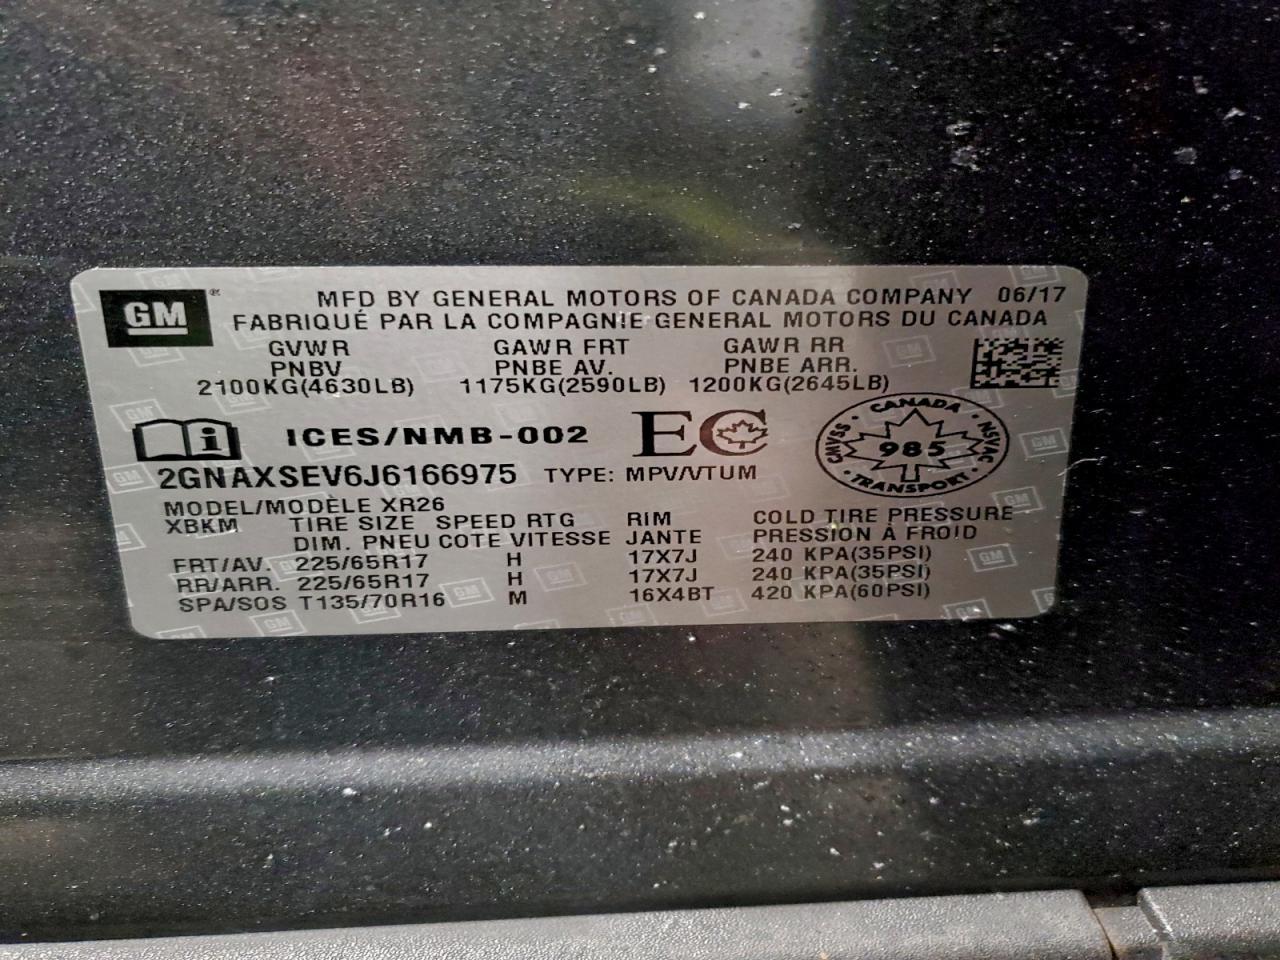 GM® MFD BY GENERAL MOTORS OF CANADA COMPANY 06/17
FABRIQUÉ PAR LA COMPAGNIE GENERAL MOTORS DU CANADA
GVWR GAWR FRT GAWR RR
PNBV PNBE AV. PNBE ARR.
2100KG(4630LB) 1175KG(2590LB) 1200KG(2645LB)
i ICES/NMB-002 EC
CANADA
CMVSS 985 NSVAC
TRANSPORT
2GNAXSEV6J6166975 TYPE: MPV/VTUM
MODEL/MODÈLE XR26
XBKM TIRE SIZE SPEED RTG RIM COLD TIRE PRESSURE
DIM. PNEU COTE VITESSE JANTE PRESSION À FROID
FRT/AV. 225/65R17 H 17X7J 240 KPA(35PSI)
RR/ARR. 225/65R17 H 17X7J 240 KPA(35PSI)
SPA/SOS T135/70R16 M 16X4BT 420 KPA(60PSI)